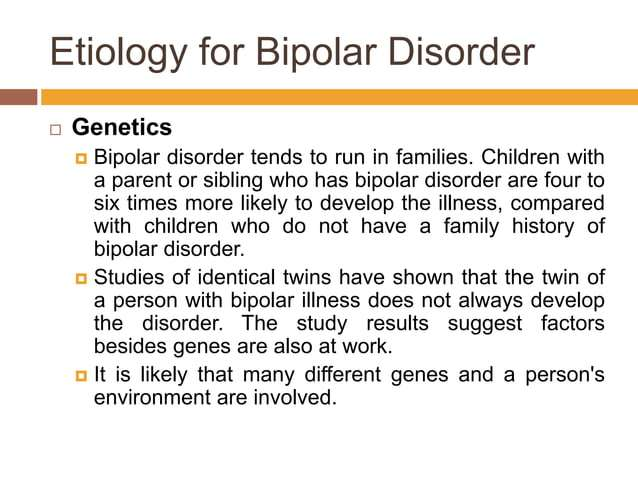 Etiology for Bipolar Disorder
Genetics
Bipolar disorder tends to run in families. Children with
a parent or sibling who has bipolar disorder are four to
six times more likely to develop the illness, compared
with children who do not have a family history of
bipolar disorder.
Studies of identical twins have shown that the twin of
a person with bipolar illness does not always develop
the disorder. The study results suggest factors
besides genes are also at work.
It is likely that many different genes and a person's
environment are involved.